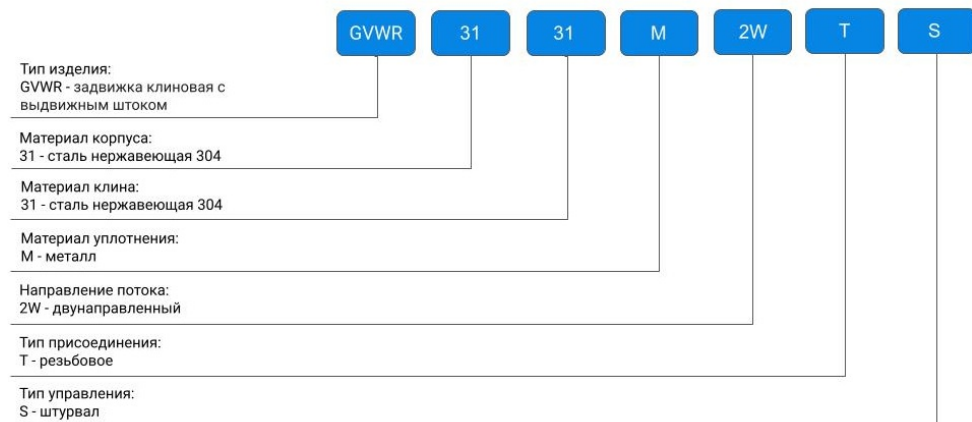 GVWR 31 31 M 2W T S
Тип изделия:
GVWR - задвижка клиновая с
выдвижным штоком
Материал корпуса:
31 - сталь нержавеющая 304
Материал клина:
31 - сталь нержавеющая 304
Материал уплотнения:
М - металл
Направление потока:
2W - двунаправленный
Тип присоединения:
Т - резьбовое
Тип управления:
S - штурвал